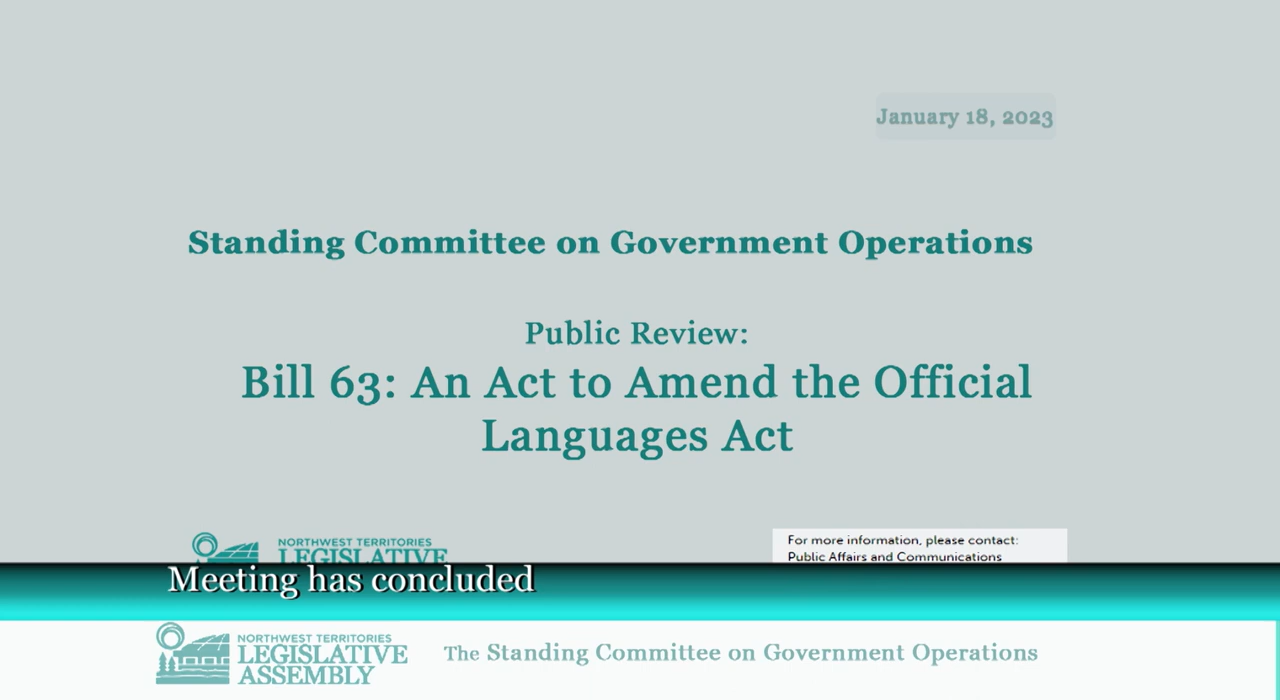 January 18, 2023
Standing Committee on Government Operations
Public Review:
Bill 63: An Act to Amend the Official
Languages Act
NORTHWEST TERRITORIES
LEGISLATIVE
For more information, please contact:
Public Affairs and Communications
Meeting has concluded
NORTHWEST TERRITORIES
LEGISLATIVE
ASSEMBLY
The Standing Committee on Government Operations